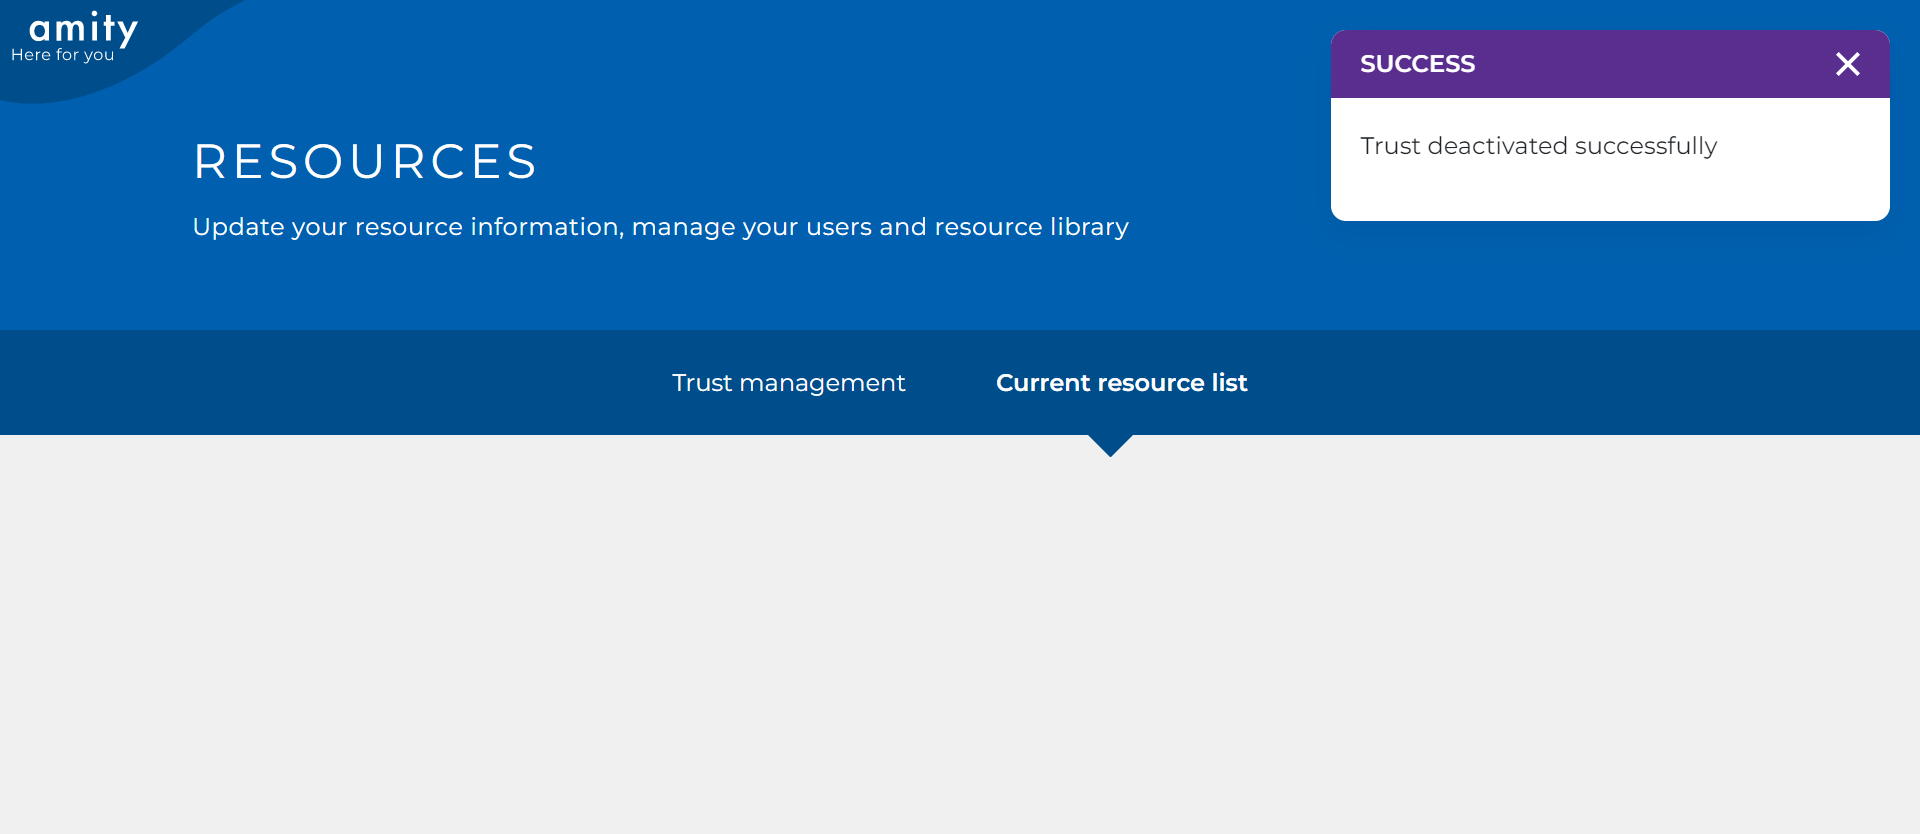 amity
Here for you
SUCCESS
Trust deactivated successfully
RESOURCES
Update your resource information, manage your users and resource library
Trust management
Current resource list